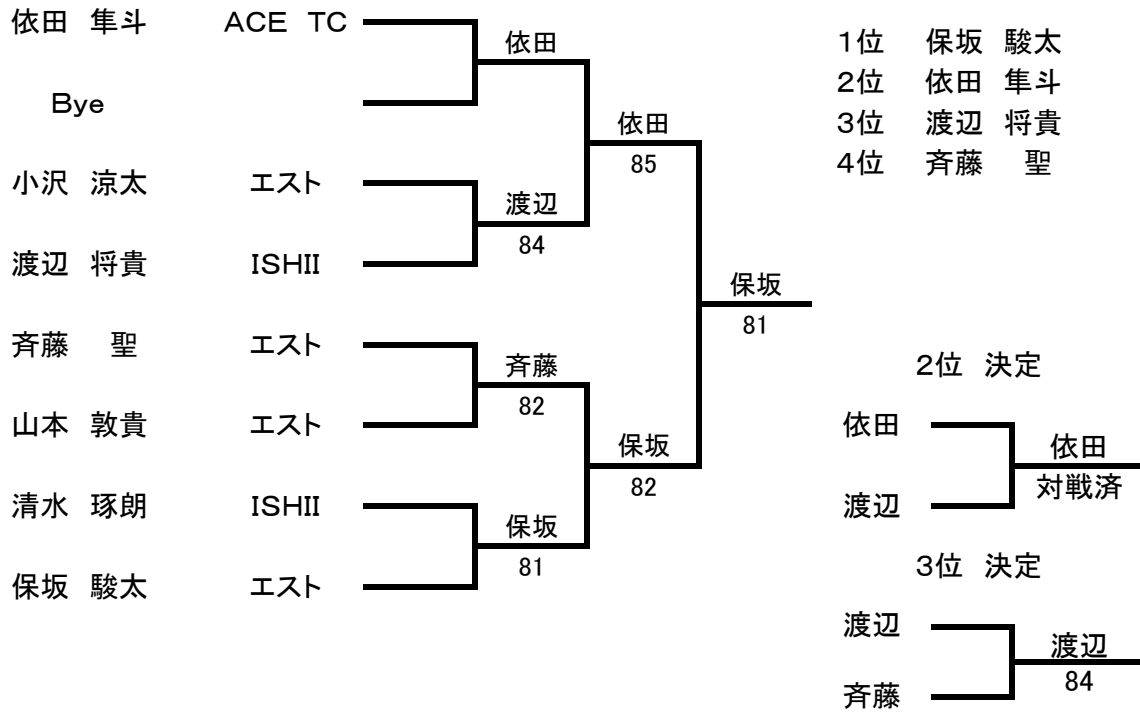 依田 隼斗 ACE TC
Bye
小沢 涼太 エスト
渡辺 将貴 ISHII
斉藤 聖 エスト
山本 敦貴 エスト
清水 琢朗 ISHII
保坂 駿太 エスト
依田
渡辺
84
斉藤
82
保坂
81
依田
85
保坂
82
保坂
81
1位 保坂 駿太
2位 依田 隼斗
3位 渡辺 将貴
4位 斉藤 聖
2位 決定
依田
渡辺
依田
対戦済
3位 決定
渡辺
斉藤
渡辺
84